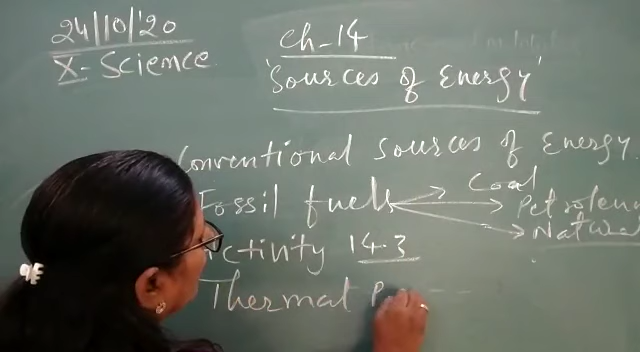 24/10/'20
X-Science
Ch-14
'Sources of Energy'
Conventional Sources of Energy.
Fossil fuels → Coal
→ Petroleum
→ Natural
Activity 14.3
Thermal P